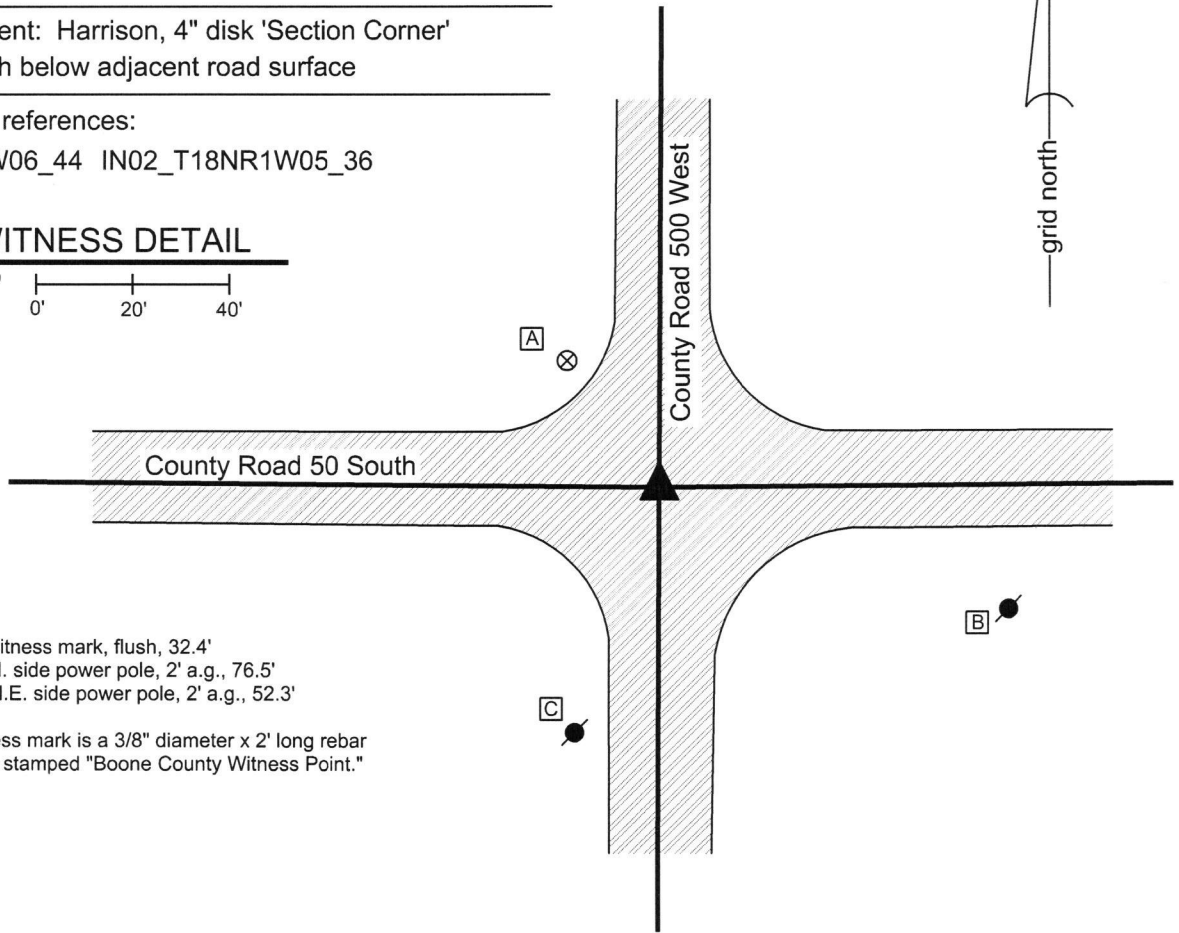 ent: Harrison, 4" disk 'Section Corner'
h below adjacent road surface
references:
W06_44 IN02_T18NR1W05_36
WITNESS DETAIL
0' 20' 40'
grid north
County Road 500 West
A
County Road 50 South
B
itness mark, flush, 32.4'
. side power pole, 2' a.g., 76.5'
.E. side power pole, 2' a.g., 52.3'
C
ess mark is a 3/8" diameter x 2' long rebar
stamped "Boone County Witness Point."